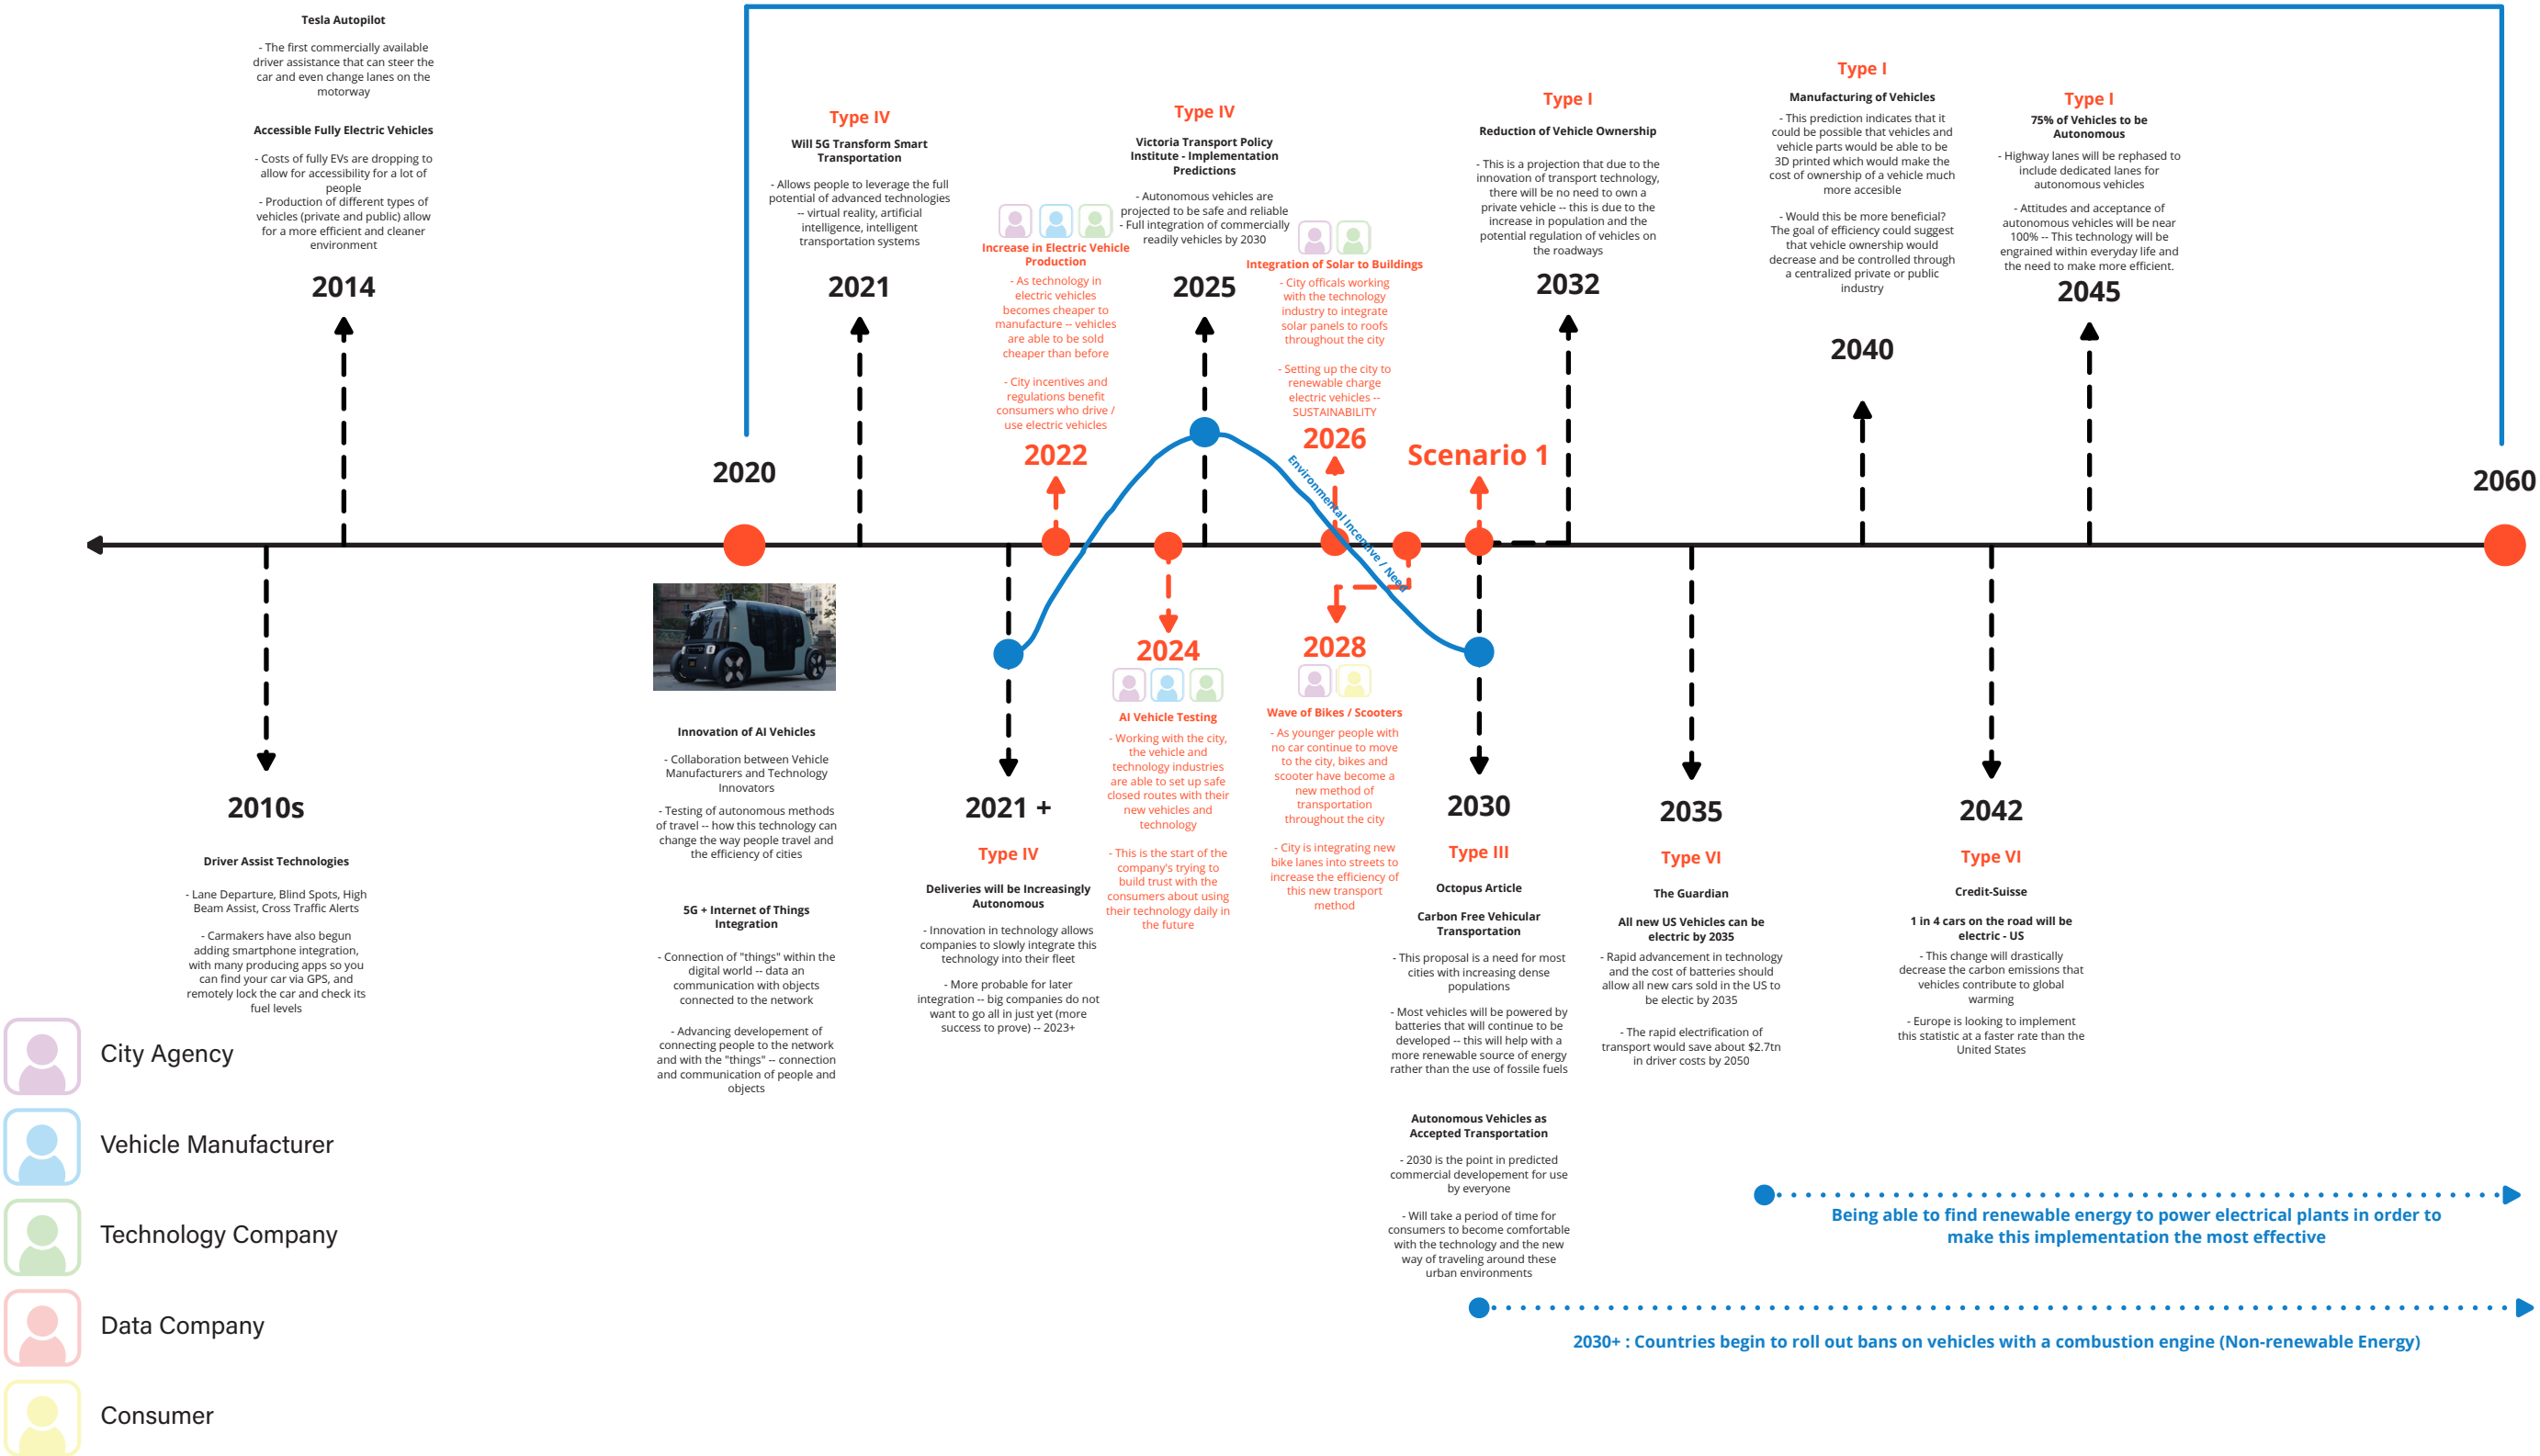 Tesla Autopilot
- The first commercially available
driver assistance that can steer the
car and even change lanes on the
motorway
Accessible Fully Electric Vehicles
- Costs of fully EVs are dropping to
allow for accessibility for a lot of
people
- Production of different types of
vehicles (private and public) allow
for a more efficient and cleaner
environment
2014
Type IV
Will 5G Transform Smart
Transportation
- Allows people to leverage the full
potential of advanced technologies
-- virtual reality, artificial
intelligence, intelligent
transportation systems
2021
Increase in Electric Vehicle
Production
- As technology in
electric vehicles
becomes cheaper to
manufacture -- vehicles
are able to be sold
cheaper than before
- City incentives and
regulations benefit
consumers who drive /
use electric vehicles
2022
Type IV
Victoria Transport Policy
Institute - Implementation
Predictions
- Autonomous vehicles are
projected to be safe and reliable
- Full integration of commercially
readily vehicles by 2030
2025
Integration of Solar to Buildings
- City officals working
with the technology
industry to integrate
solar panels to roofs
throughout the city
- Setting up the city to
renewable charge
electric vehicles --
SUSTAINABILITY
2026
Scenario 1
Type I
Reduction of Vehicle Ownership
- This is a projection that due to the
innovation of transport technology,
there will be no need to own a
private vehicle -- this is due to the
increase in population and the
potential regulation of vehicles on
the roadways
2032
Type I
Manufacturing of Vehicles
- This prediction indicates that it
could be possible that vehicles and
vehicle parts would be able to be
3D printed which would make the
cost of ownership of a vehicle much
more accesible
- Would this be more beneficial?
The goal of efficiency could suggest
that vehicle ownership would
decrease and be controlled through
a centralized private or public
industry
2040
Type I
75% of Vehicles to be
Autonomous
- Highway lanes will be rephased to
include dedicated lanes for
autonomous vehicles
- Attitudes and acceptance of
autonomous vehicles will be near
100% -- This technology will be
engrained within everyday life and
the need to make more efficient.
2045
2020
2060
Environmental Incentive / Need
2010s
Driver Assist Technologies
- Lane Departure, Blind Spots, High
Beam Assist, Cross Traffic Alerts
- Carmakers have also begun
adding smartphone integration,
with many producing apps so you
can find your car via GPS, and
remotely lock the car and check its
fuel levels
Innovation of AI Vehicles
- Collaboration between Vehicle
Manufacturers and Technology
Innovators
- Testing of autonomous methods
of travel -- how this technology can
change the way people travel and
the efficiency of cities
5G + Internet of Things
Integration
- Connection of "things" within the
digital world -- data an
communication with objects
connected to the network
- Advancing developement of
connecting people to the network
and with the "things" -- connection
and communication of people and
objects
2021 +
Type IV
Deliveries will be Increasingly
Autonomous
- Innovation in technology allows
companies to slowly integrate this
technology into their fleet
- More probable for later
integration -- big companies do not
want to go all in just yet (more
success to prove) -- 2023+
2024
AI Vehicle Testing
- Working with the city,
the vehicle and
technology industries
are able to set up safe
closed routes with their
new vehicles and
technology
- This is the start of the
company's trying to
build trust with the
consumers about using
their technology daily in
the future
2028
Wave of Bikes / Scooters
- As younger people with
no car continue to move
to the city, bikes and
scooter have become a
new method of
transportation
throughout the city
- City is integrating new
bike lanes into streets to
increase the efficiency of
this new transport
method
2030
Type III
Octopus Article
Carbon Free Vehicular
Transportation
- This proposal is a need for most
cities with increasing dense
populations
- Most vehicles will be powered by
batteries that will continue to be
developed -- this will help with a
more renewable source of energy
rather than the use of fossile fuels
Autonomous Vehicles as
Accepted Transportation
- 2030 is the point in predicted
commercial developement for use
by everyone
- Will take a period of time for
consumers to become comfortable
with the technology and the new
way of traveling around these
urban environments
2035
Type VI
The Guardian
All new US Vehicles can be
electric by 2035
- Rapid advancement in technology
and the cost of batteries should
allow all new cars sold in the US to
be electic by 2035
- The rapid electrification of
transport would save about $2.7tn
in driver costs by 2050
2042
Type VI
Credit-Suisse
1 in 4 cars on the road will be
electric - US
- This change will drastically
decrease the carbon emissions that
vehicles contribute to global
warming
- Europe is looking to implement
this statistic at a faster rate than the
United States
City Agency
Vehicle Manufacturer
Technology Company
Data Company
Consumer
Being able to find renewable energy to power electrical plants in order to
make this implementation the most effective
2030+ : Countries begin to roll out bans on vehicles with a combustion engine (Non-renewable Energy)